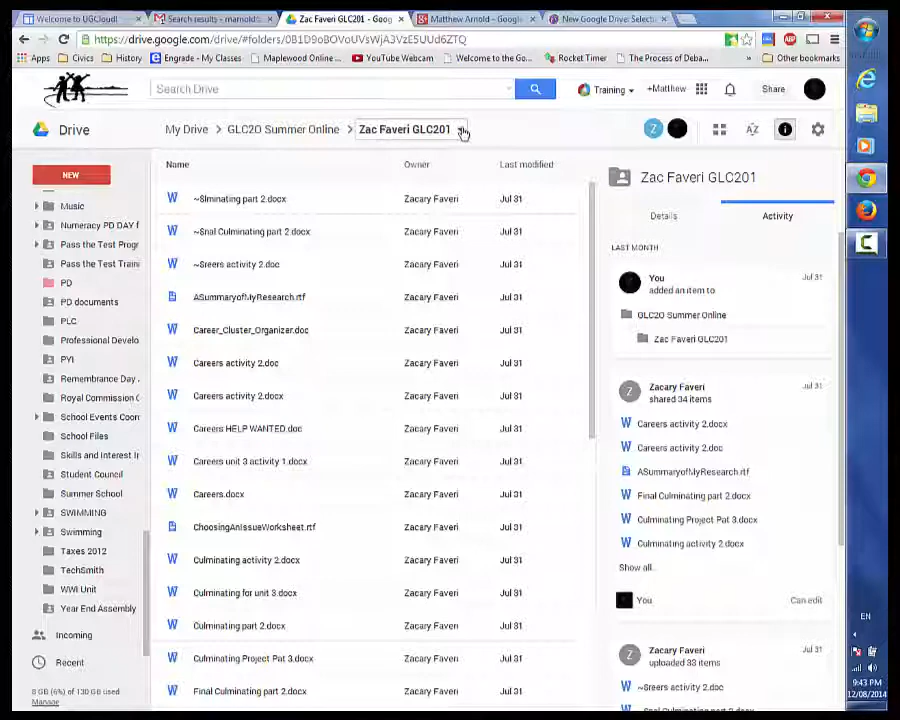 Welcome to UGCloud!
Search results - marnold
Zac Faveri GLC201 - Goog
Matthew Arnold - Google
New Google Drive: Selecti
https://drive.google.com/drive/#folders/0B1D9oBOVoUVsWjA3VzE5UUd6ZTQ
Apps
Civics
History
Engrade - My Classes
Maplewood Online ...
YouTube Webcam
Welcome to the Go...
Rocket Timer
The Process of Deba...
»
Other bookmarks
Search Drive
Training
+Matthew
Share
Drive
My Drive > GLC2O Summer Online > Zac Faveri GLC201
Z
AZ
NEW
Music
Numeracy PD DAY f
Pass the Test Progr
Pass the Test Traini
PD
PD documents
PLC
Professional Develo
PYI
Remembrance Day
Royal Commission
School Events Coor
School Files
Skills and Interest In
Student Council
Summer School
SWIMMING
Swimming
Taxes 2012
TechSmith
WWI Unit
Year End Assembly
Incoming
Recent
8 GB (6%) of 130 GB used
Manage
Name Owner Last modified
~$lminating part 2.docx Zacary Faveri Jul 31
~$nal Culminating part 2.docx Zacary Faveri Jul 31
~$reers activity 2.doc Zacary Faveri Jul 31
ASummaryofMyResearch.rtf Zacary Faveri Jul 31
Career_Cluster_Organizer.doc Zacary Faveri Jul 31
Careers activity 2.doc Zacary Faveri Jul 31
Careers activity 2.docx Zacary Faveri Jul 31
Careers HELP WANTED.doc Zacary Faveri Jul 31
Careers unit 3 activity 1.docx Zacary Faveri Jul 31
Careers.docx Zacary Faveri Jul 31
ChoosingAnIssueWorksheet.rtf Zacary Faveri Jul 31
Culminating activity 2.docx Zacary Faveri Jul 31
Culminating for unit 3.docx Zacary Faveri Jul 31
Culminating part 2.docx Zacary Faveri Jul 31
Culminating Project Pat 3.docx Zacary Faveri Jul 31
Final Culminating part 2.docx Zacary Faveri Jul 31
Zac Faveri GLC201
Details Activity
LAST MONTH
You Jul 31
added an item to
GLC2O Summer Online
Zac Faveri GLC201
Z
Zacary Faveri Jul 31
shared 34 items
Careers activity 2.docx
Careers activity 2.doc
ASummaryofMyResearch.rtf
Final Culminating part 2.docx
Culminating Project Pat 3.docx
Culminating activity 2.docx
Show all..
You Can edit
Z
Zacary Faveri Jul 31
uploaded 33 items
~$reers activity 2.doc
EN
9:43 PM
12/08/2014